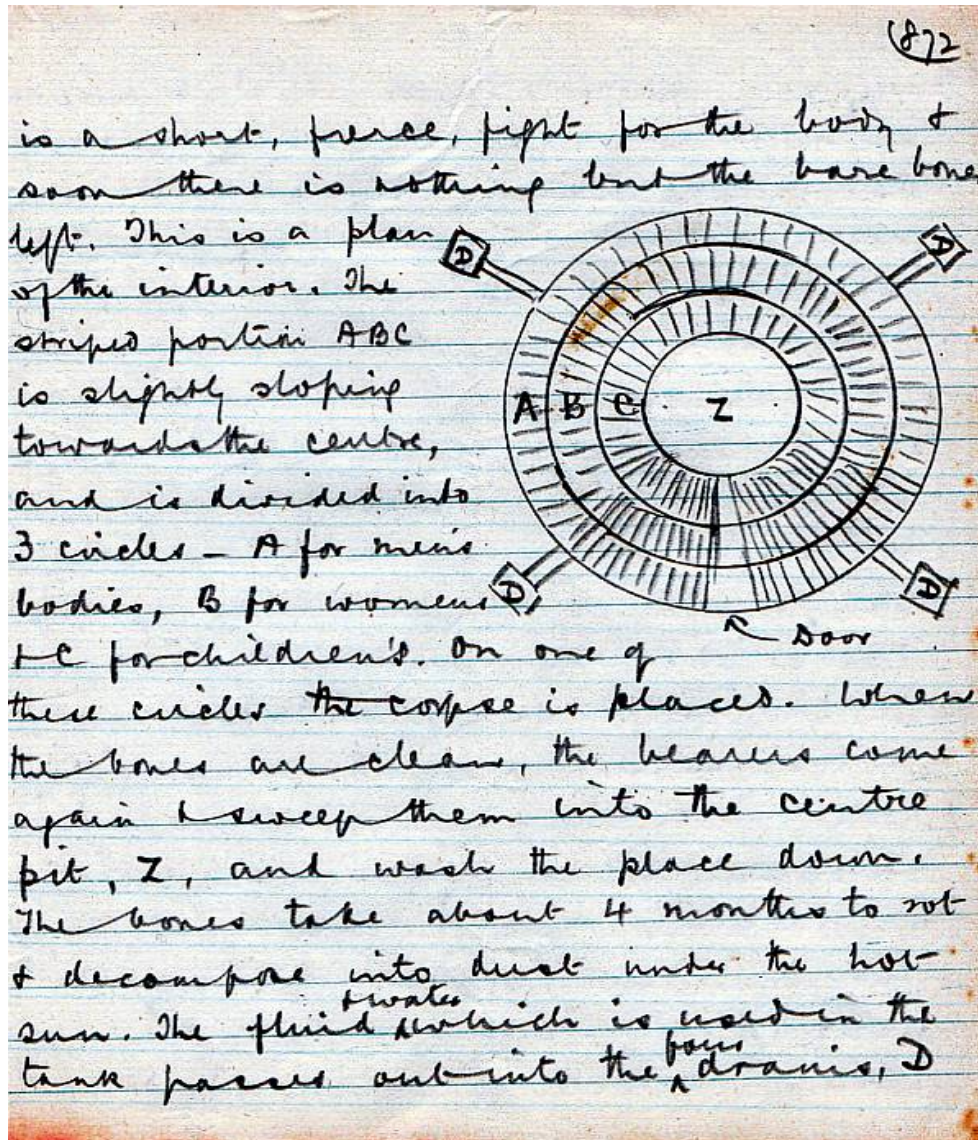 1872
is a short, fierce, fight for the body &
soon there is nothing but the bare bone
left. This is a plan
of the interior. The
striped portion ABC
is slightly sloping
towards the centre,
and is divided into
3 circles – A for men's
bodies, B for womens
& C for children's. On one of
these circles the corpse is placed. When
the bones are clean, the bearers come
again & sweep them into the centre
pit, Z, and wash the place down.
The bones take about 4 months to rot
& decompose into dust under the hot
sun. The fluid & water which is used in the
tank passes out into the four drains, D
D
D
A B C Z
D
D
Door